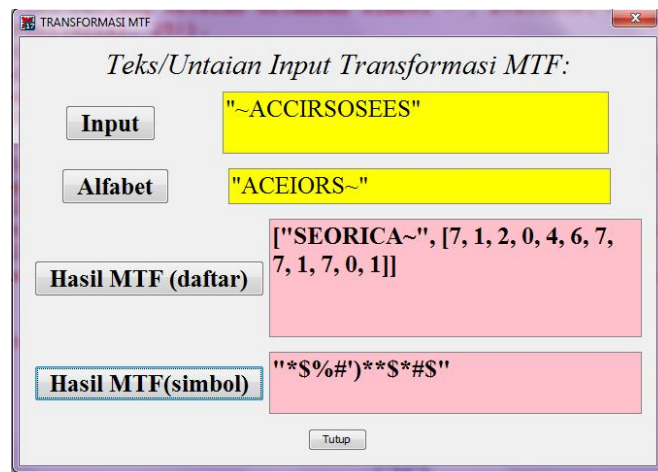 TRANSFORMASI MTF
Teks/Untaian Input Transformasi MTF:
Input
"~ACCIRSOSEES"
Alfabet
"ACEIORS~"
Hasil MTF (daftar)
["SEORICA~", [7, 1, 2, 0, 4, 6, 7,
7, 1, 7, 0, 1]]
Hasil MTF(simbol)
"*$%#')**$*#$"
Tutup